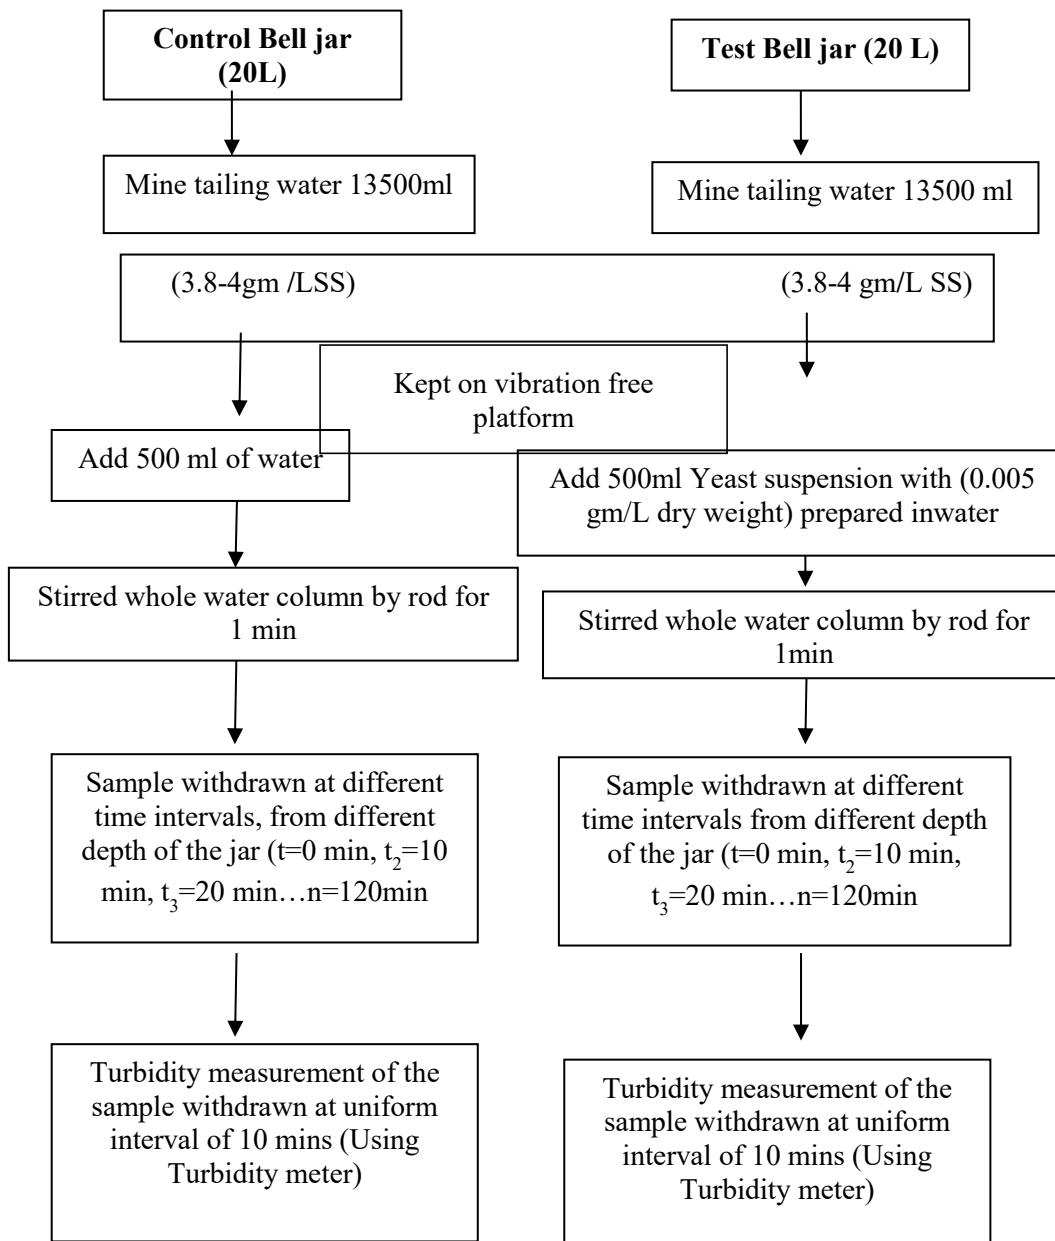 Control Bell jar
(20L)
Test Bell jar (20 L)
Mine tailing water 13500ml
Mine tailing water 13500 ml
(3.8-4gm /LSS)
(3.8-4 gm/L SS)
Kept on vibration free
platform
Add 500 ml of water
Add 500ml Yeast suspension with (0.005
gm/L dry weight) prepared inwater
Stirred whole water column by rod for
1 min
Stirred whole water column by rod for
1min
Sample withdrawn at different
time intervals, from different
depth of the jar (t=0 min, t₂=10
min, t₃=20 min…n=120min
Sample withdrawn at different
time intervals from different depth
of the jar (t=0 min, t₂=10 min,
t₃=20 min…n=120min
Turbidity measurement of the
sample withdrawn at uniform
interval of 10 mins (Using
Turbidity meter)
Turbidity measurement of the
sample withdrawn at uniform
interval of 10 mins (Using
Turbidity meter)